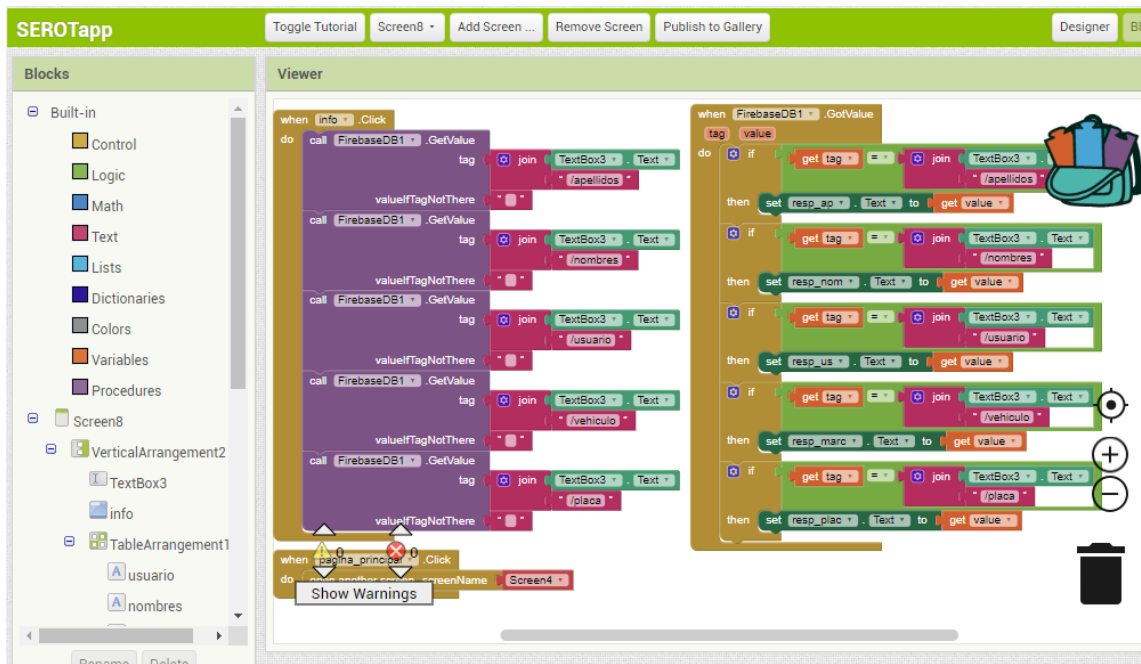 SEROTapp
Toggle Tutorial
Screen8
Add Screen ...
Remove Screen
Publish to Gallery
Designer
Blocks
Viewer
Built-in
Control
Logic
Math
Text
Lists
Dictionaries
Colors
Variables
Procedures
Screen8
VerticalArrangement2
TextBox3
info
TableArrangement1
usuario
nombres
Rename
Delete
when info .Click
do call FirebaseDB1 .GetValue
tag join TextBox3 . Text
" /apellidos "
valueIfTagNotThere " "
call FirebaseDB1 .GetValue
tag join TextBox3 . Text
" /nombres "
valueIfTagNotThere " "
call FirebaseDB1 .GetValue
tag join TextBox3 . Text
" /usuario "
valueIfTagNotThere " "
call FirebaseDB1 .GetValue
tag join TextBox3 . Text
" /vehiculo "
valueIfTagNotThere " "
call FirebaseDB1 .GetValue
tag join TextBox3 . Text
" /placa "
valueIfTagNotThere " "
when pagina_principal .Click
do open another screen screenName Screen4
0
0
Show Warnings
when FirebaseDB1 .GotValue
tag value
do if get tag = join TextBox3 . Text
" /apellidos "
then set resp_ap . Text to get value
if get tag = join TextBox3 . Text
" /nombres "
then set resp_nom . Text to get value
if get tag = join TextBox3 . Text
" /usuario "
then set resp_us . Text to get value
if get tag = join TextBox3 . Text
" /vehiculo "
then set resp_marc . Text to get value
if get tag = join TextBox3 . Text
" /placa "
then set resp_plac . Text to get value